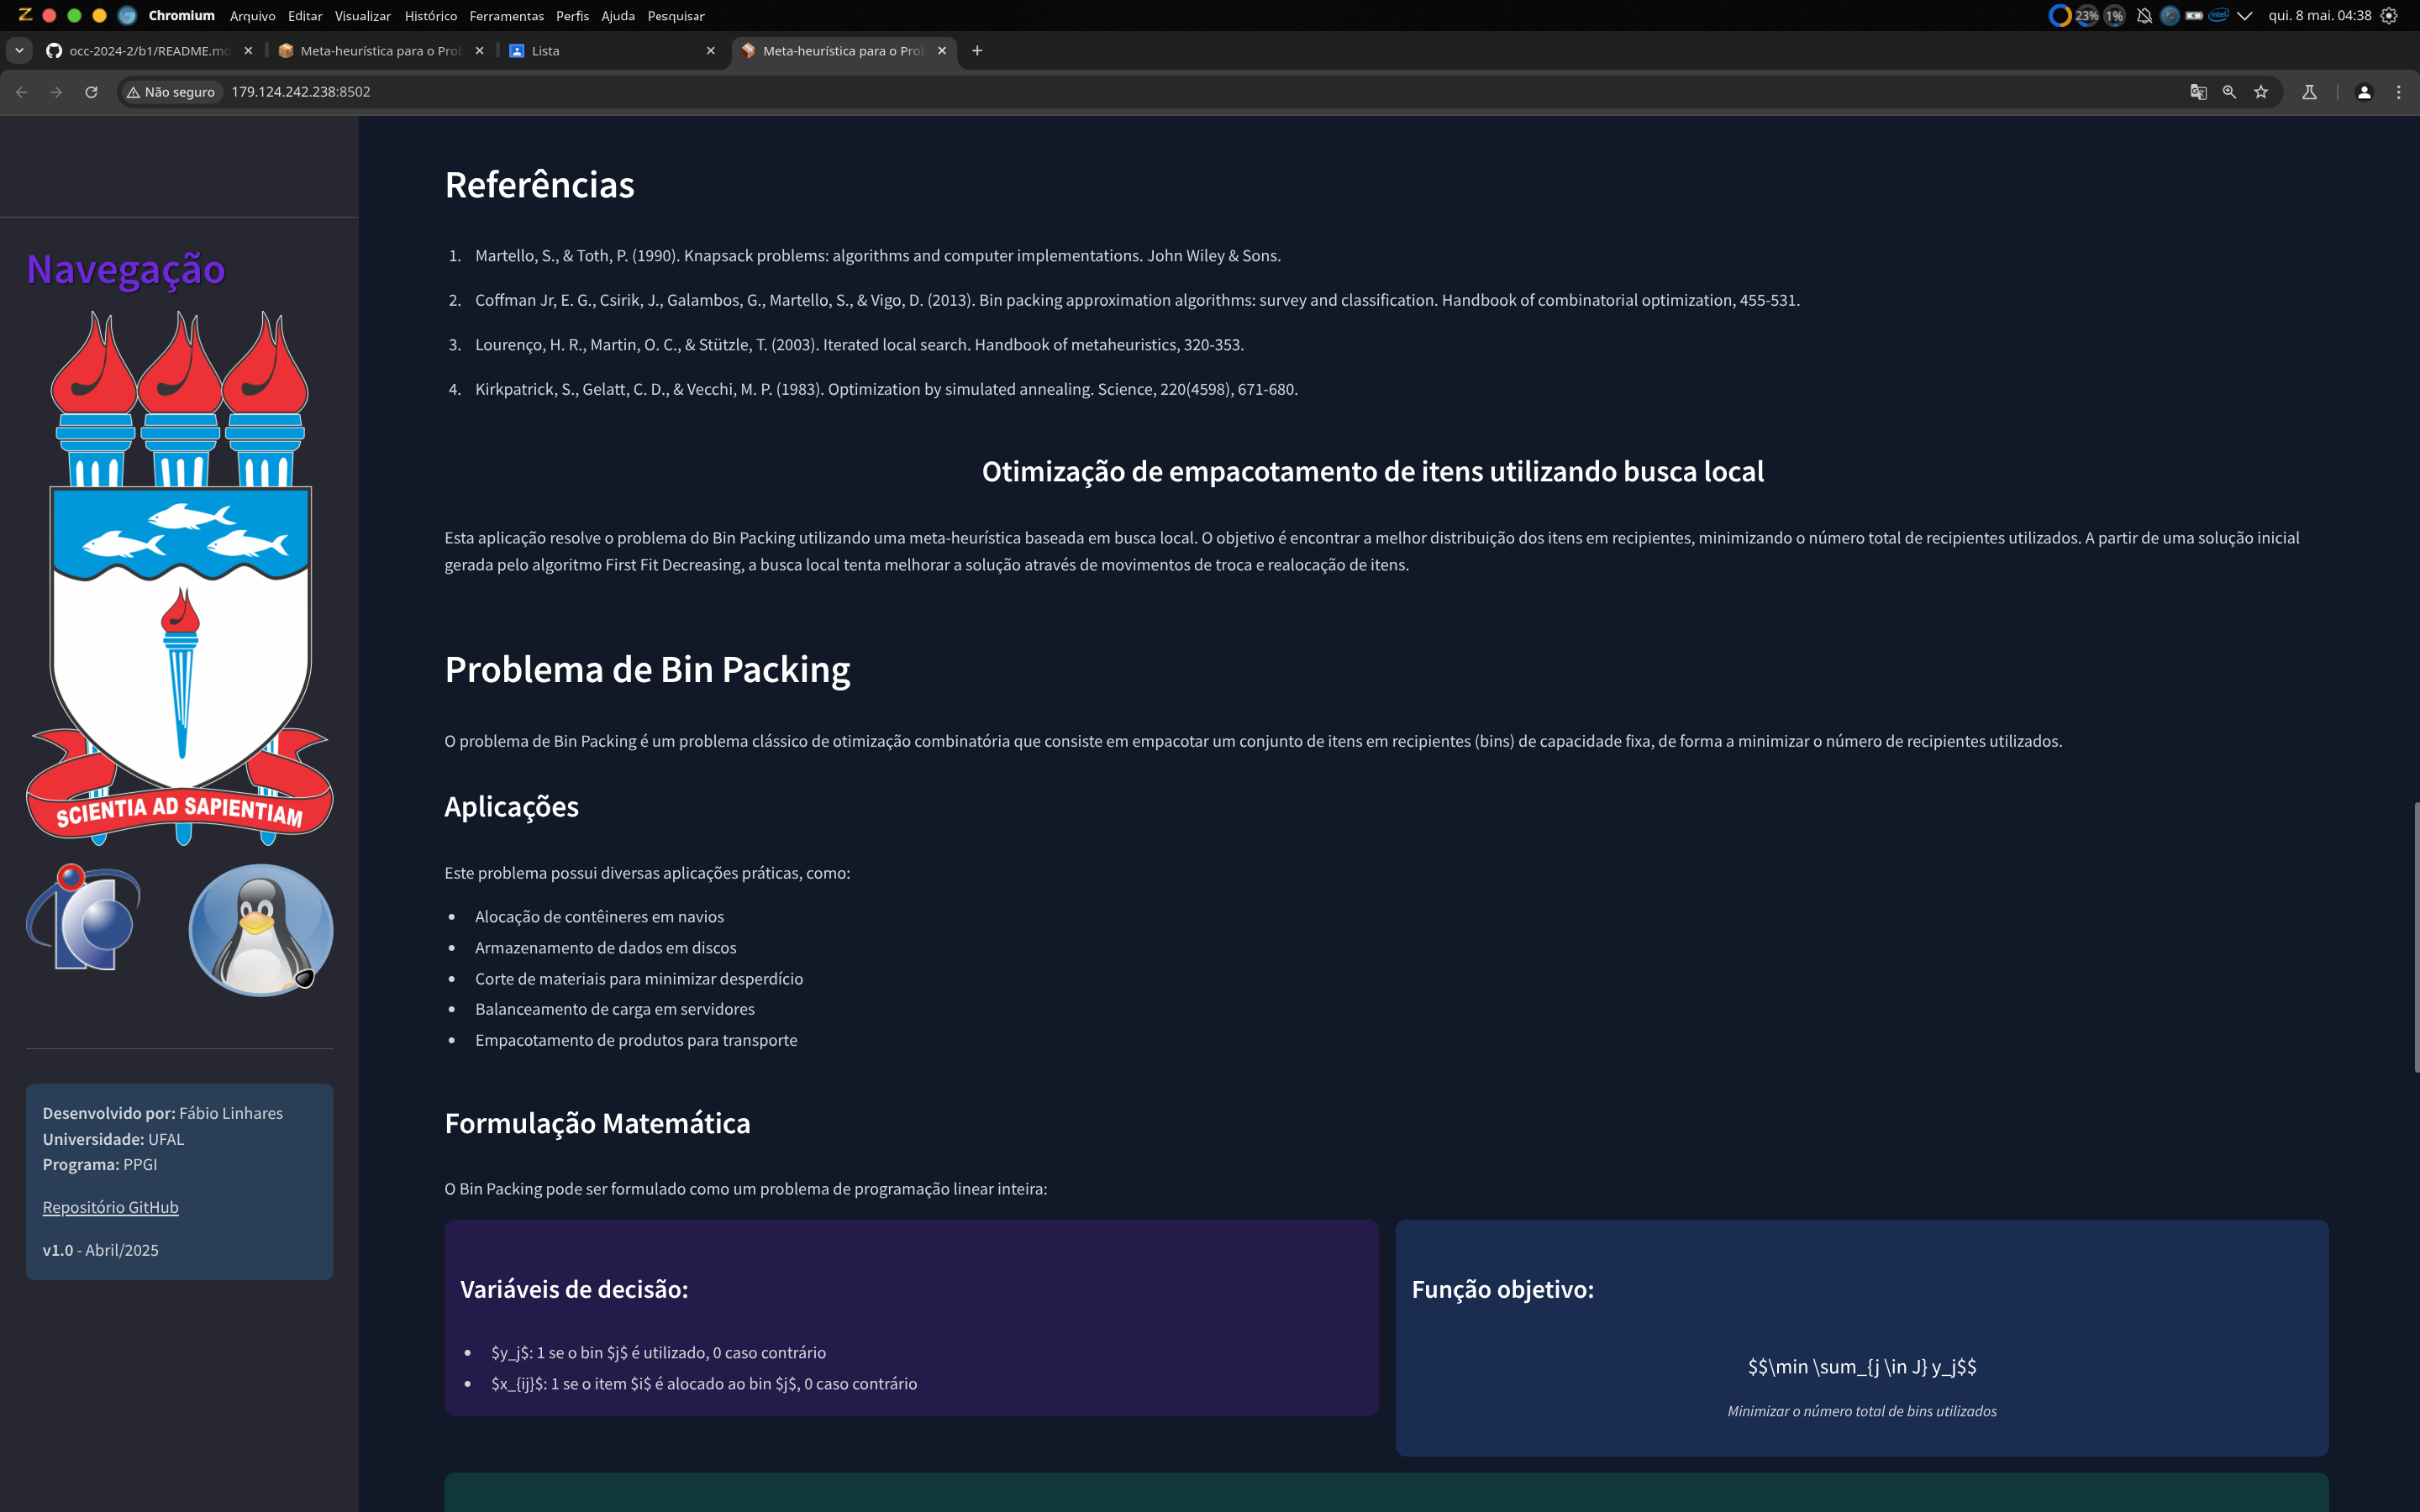 Chromium Arquivo Editar Visualizar Histórico Ferramentas Perfis Ajuda Pesquisar 23% 1% intel qui. 8 mai. 04:38
occ-2024-2/b1/README.md Meta-heurística para o Pro Lista Meta-heurística para o Pro
Não seguro 179.124.242.238:8502
Navegação
SCIENTIA AD SAPIENTIAM
Desenvolvido por: Fábio Linhares
Universidade: UFAL
Programa: PPGI
Repositório GitHub
v1.0 - Abril/2025
Referências
1. Martello, S., & Toth, P. (1990). Knapsack problems: algorithms and computer implementations. John Wiley & Sons.
2. Coffman Jr, E. G., Csirik, J., Galambos, G., Martello, S., & Vigo, D. (2013). Bin packing approximation algorithms: survey and classification. Handbook of combinatorial optimization, 455-531.
3. Lourenço, H. R., Martin, O. C., & Stützle, T. (2003). Iterated local search. Handbook of metaheuristics, 320-353.
4. Kirkpatrick, S., Gelatt, C. D., & Vecchi, M. P. (1983). Optimization by simulated annealing. Science, 220(4598), 671-680.
Otimização de empacotamento de itens utilizando busca local
Esta aplicação resolve o problema do Bin Packing utilizando uma meta-heurística baseada em busca local. O objetivo é encontrar a melhor distribuição dos itens em recipientes, minimizando o número total de recipientes utilizados. A partir de uma solução inicial
gerada pelo algoritmo First Fit Decreasing, a busca local tenta melhorar a solução através de movimentos de troca e realocação de itens.
Problema de Bin Packing
O problema de Bin Packing é um problema clássico de otimização combinatória que consiste em empacotar um conjunto de itens em recipientes (bins) de capacidade fixa, de forma a minimizar o número de recipientes utilizados.
Aplicações
Este problema possui diversas aplicações práticas, como:
• Alocação de contêineres em navios
• Armazenamento de dados em discos
• Corte de materiais para minimizar desperdício
• Balanceamento de carga em servidores
• Empacotamento de produtos para transporte
Formulação Matemática
O Bin Packing pode ser formulado como um problema de programação linear inteira:
Variáveis de decisão:
• $y_j$: 1 se o bin $j$ é utilizado, 0 caso contrário
• $x_{ij}$: 1 se o item $i$ é alocado ao bin $j$, 0 caso contrário
Função objetivo:
$$\min \sum_{j \in J} y_j$$
Minimizar o número total de bins utilizados